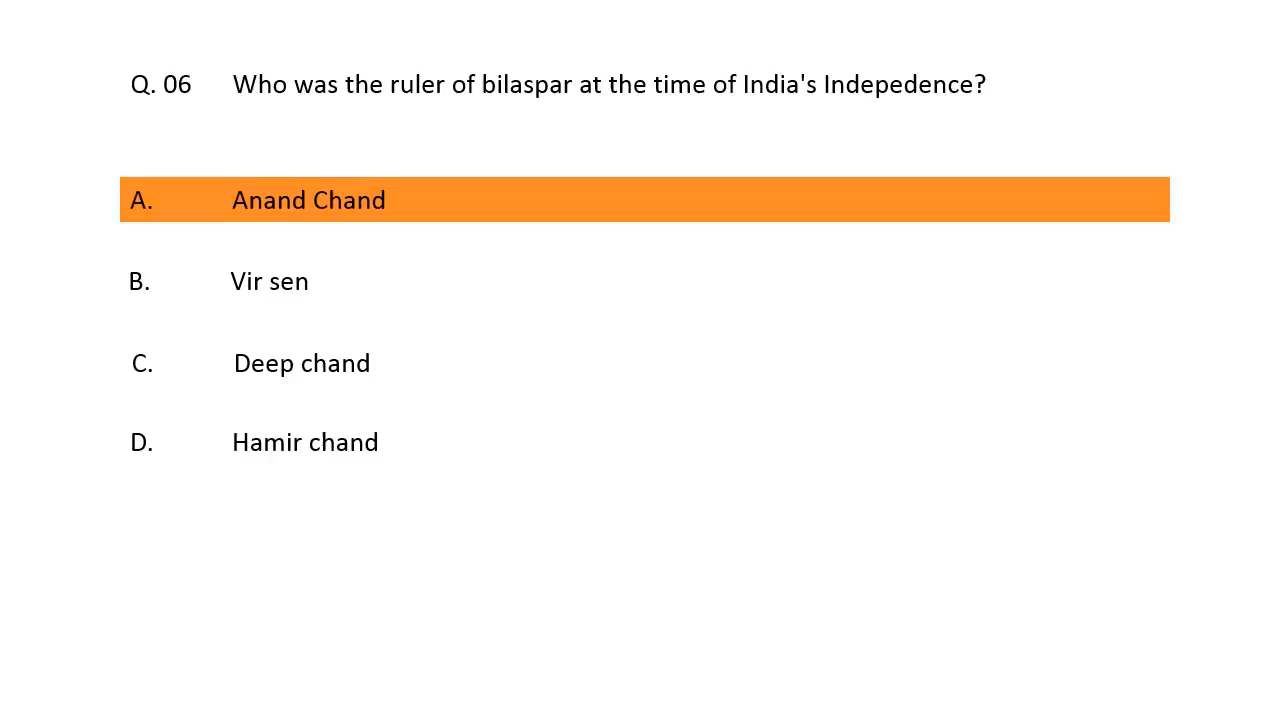 Q. 06 Who was the ruler of bilaspar at the time of India's Indepedence?
A. Anand Chand
B. Vir sen
C. Deep chand
D. Hamir chand